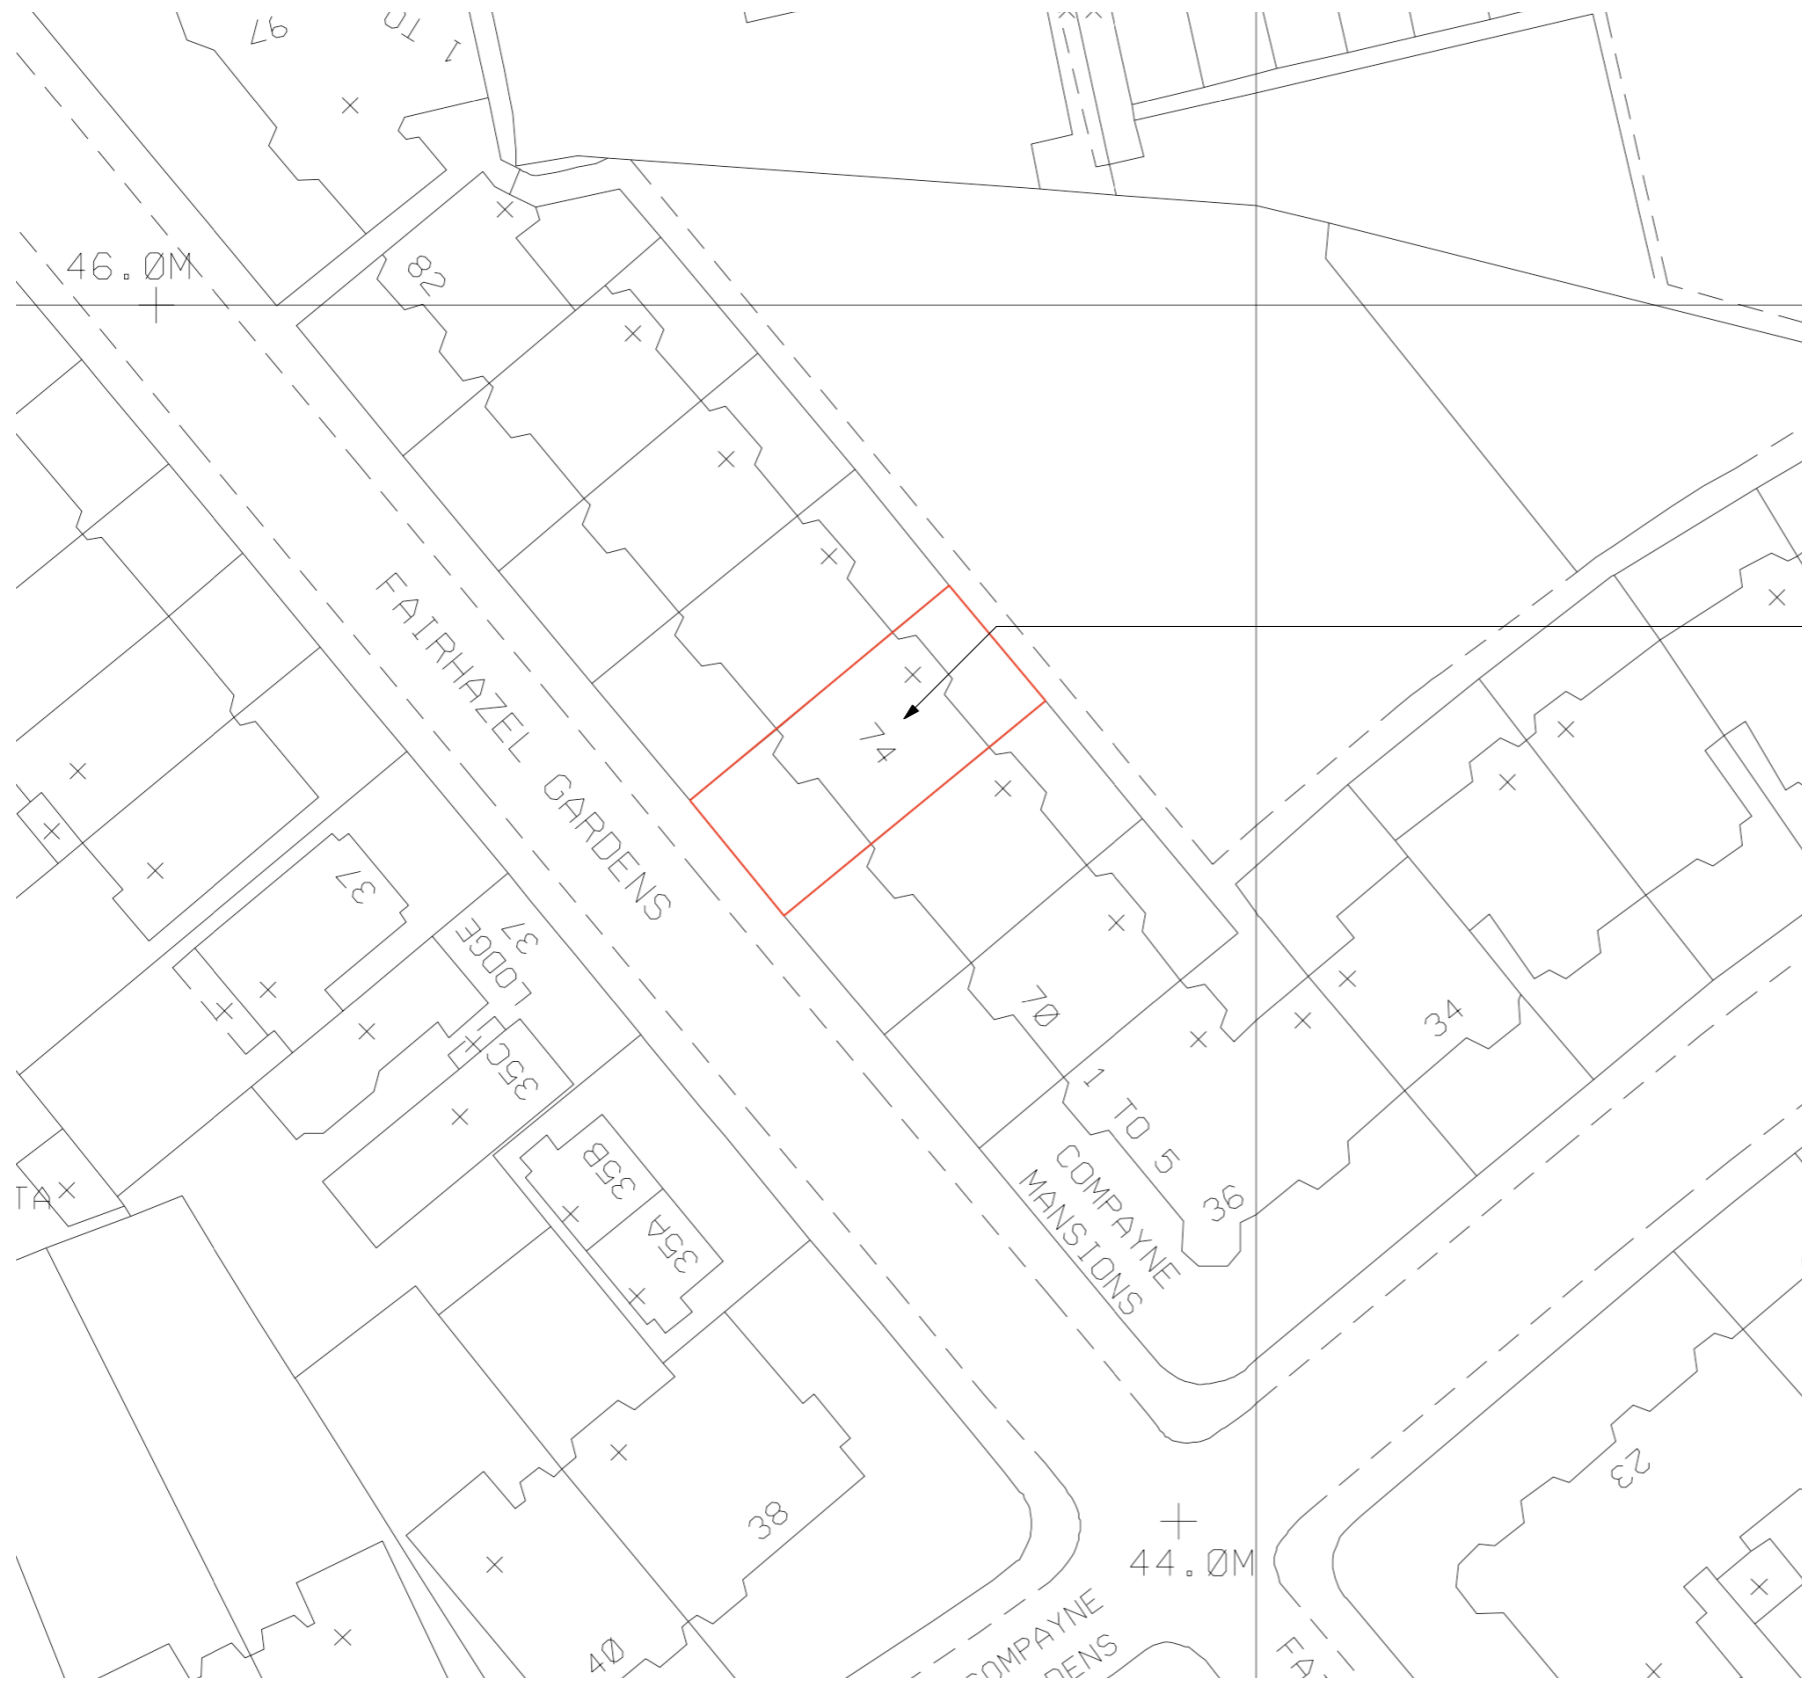 97
1 TO
46.0M
82
FAIRHAZEL GARDENS
74
37
37
LODGE
35C
70
34
1 TO 5
COMPAYNE
MANSIONS
36
35B
35A
TA
23
38
44.0M
40